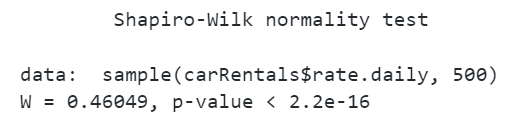 Shapiro-Wilk normality test
data:  sample(carRentals$rate.daily, 500)
W = 0.46049, p-value < 2.2e-16